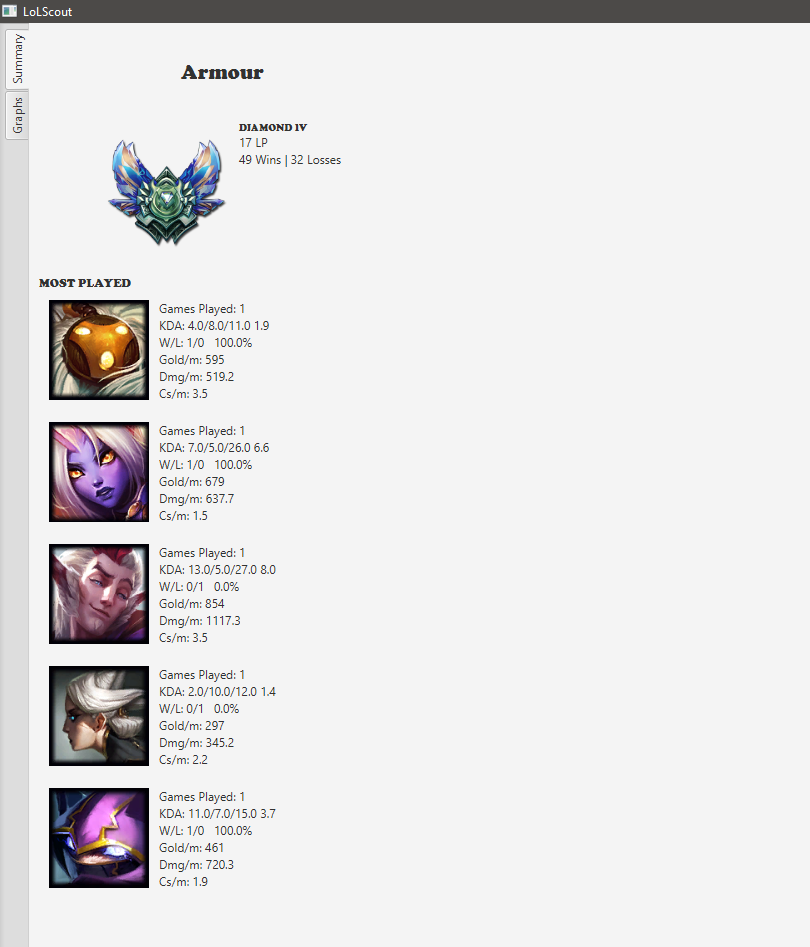 LoLScout
Summary
Graphs
Armour
DIAMOND IV
17 LP
49 Wins | 32 Losses
MOST PLAYED
Games Played: 1
KDA: 4.0/8.0/11.0 1.9
W/L: 1/0 100.0%
Gold/m: 595
Dmg/m: 519.2
Cs/m: 3.5
Games Played: 1
KDA: 7.0/5.0/26.0 6.6
W/L: 1/0 100.0%
Gold/m: 679
Dmg/m: 637.7
Cs/m: 1.5
Games Played: 1
KDA: 13.0/5.0/27.0 8.0
W/L: 0/1 0.0%
Gold/m: 854
Dmg/m: 1117.3
Cs/m: 3.5
Games Played: 1
KDA: 2.0/10.0/12.0 1.4
W/L: 0/1 0.0%
Gold/m: 297
Dmg/m: 345.2
Cs/m: 2.2
Games Played: 1
KDA: 11.0/7.0/15.0 3.7
W/L: 1/0 100.0%
Gold/m: 461
Dmg/m: 720.3
Cs/m: 1.9